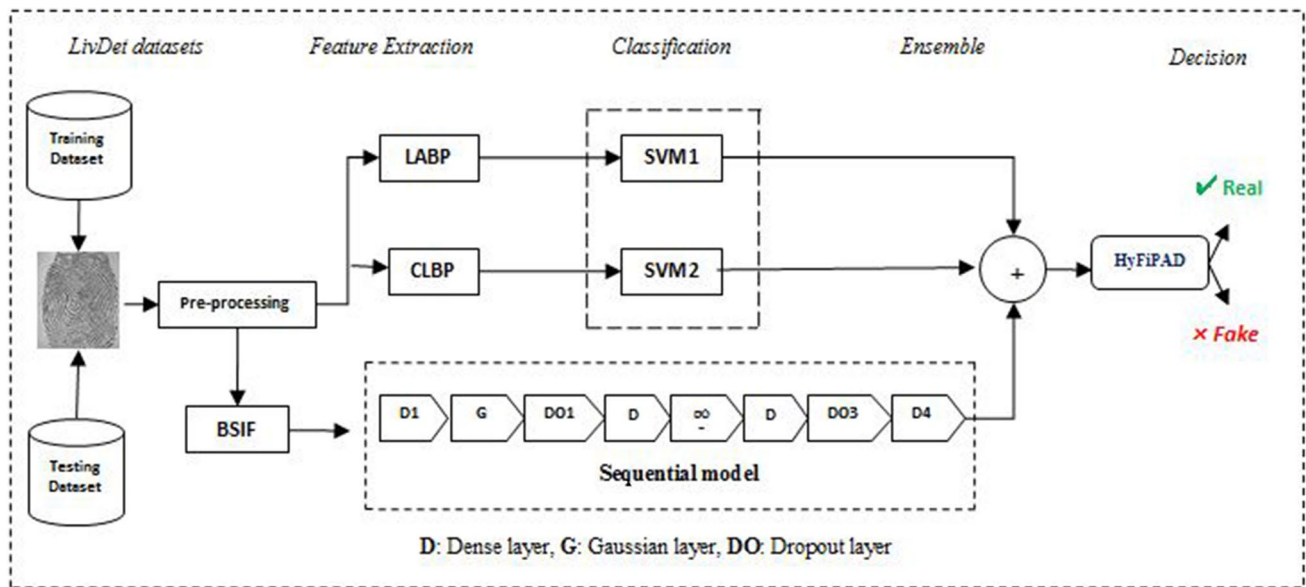 LivDet datasets
Feature Extraction
Classification
Ensemble
Decision
Training
Dataset
LABP
SVM1
✔ Real
CLBP
SVM2
+
HyFiPAD
Pre-processing
× Fake
BSIF
D1
G
DO1
D
D
DO3
D4
Sequential model
Testing
Dataset
D: Dense layer, G: Gaussian layer, DO: Dropout layer